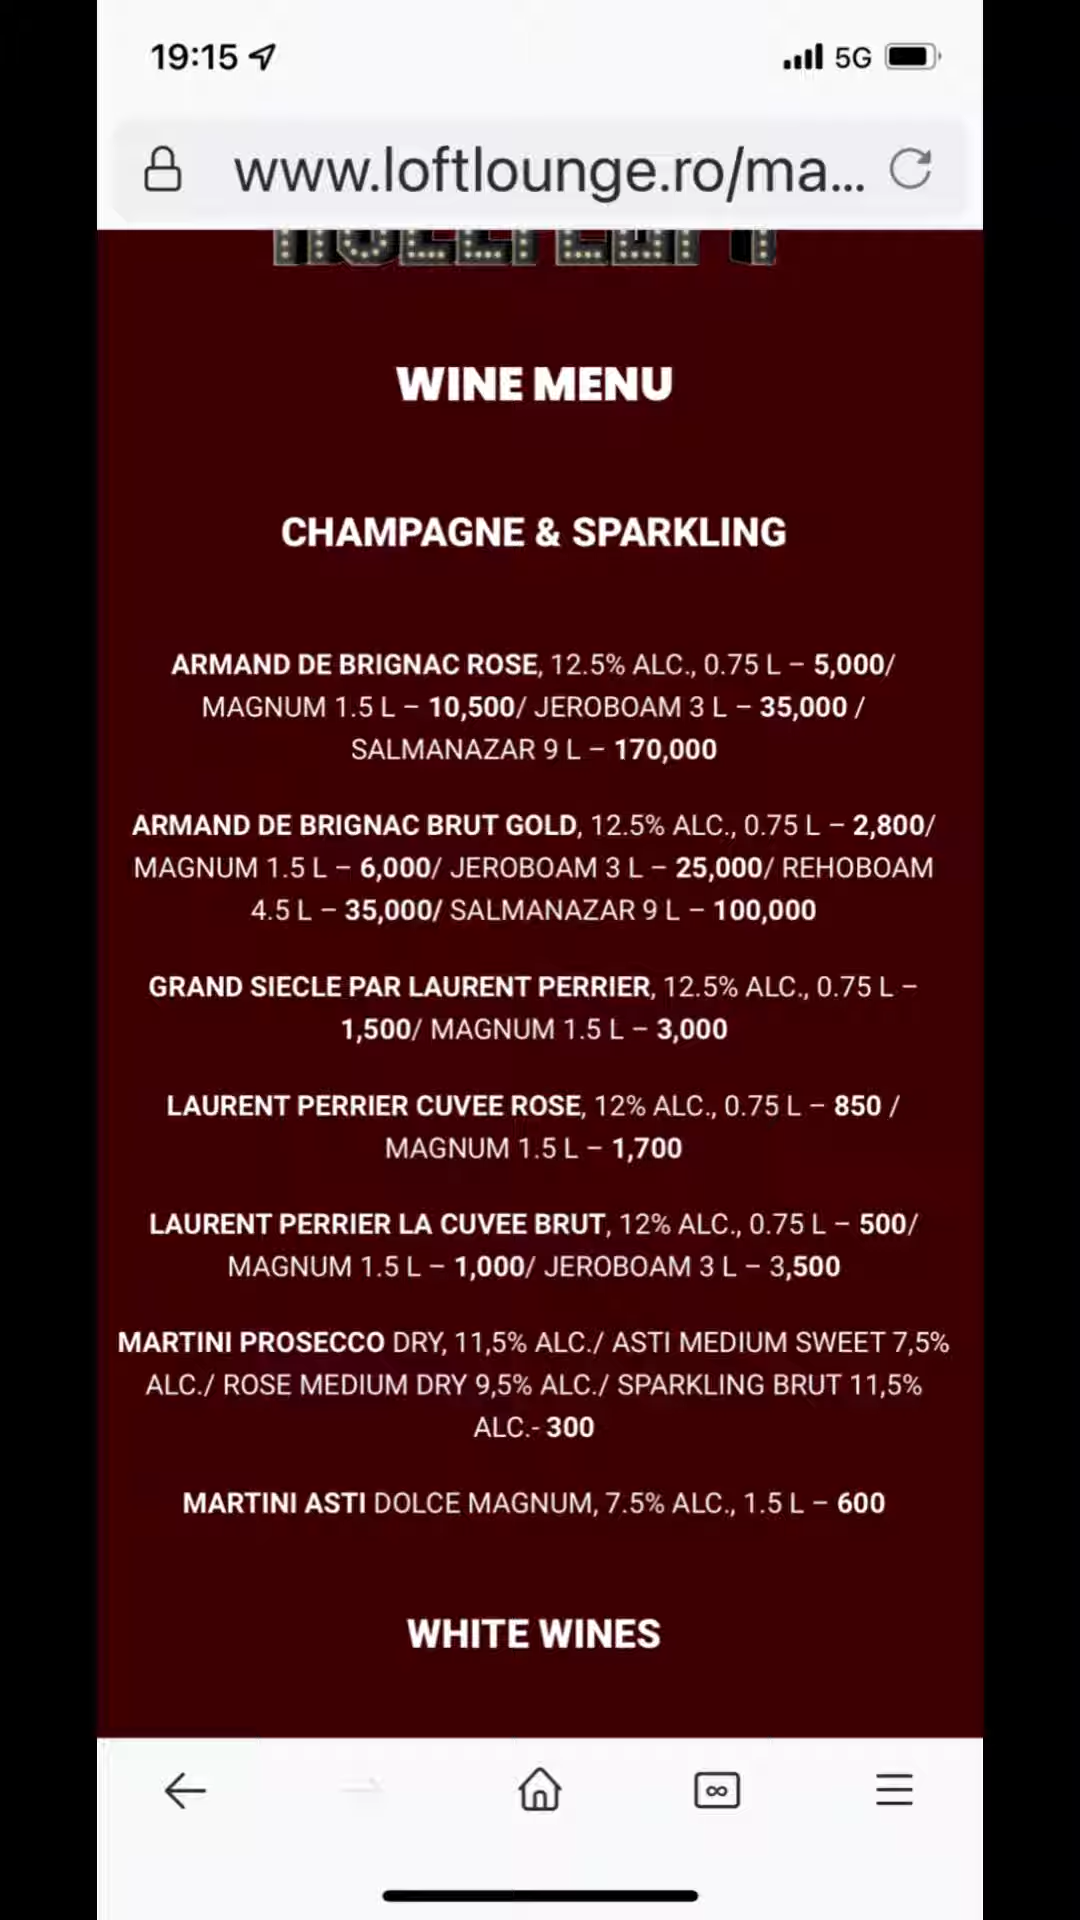 19:15
5G
www.loftlounge.ro/ma...
WINE MENU
CHAMPAGNE & SPARKLING
ARMAND DE BRIGNAC ROSE, 12.5% ALC., 0.75 L – 5,000/
MAGNUM 1.5 L – 10,500/ JEROBOAM 3 L – 35,000 /
SALMANAZAR 9 L – 170,000
ARMAND DE BRIGNAC BRUT GOLD, 12.5% ALC., 0.75 L – 2,800/
MAGNUM 1.5 L – 6,000/ JEROBOAM 3 L – 25,000/ REHOBOAM
4.5 L – 35,000/ SALMANAZAR 9 L – 100,000
GRAND SIECLE PAR LAURENT PERRIER, 12.5% ALC., 0.75 L –
1,500/ MAGNUM 1.5 L – 3,000
LAURENT PERRIER CUVEE ROSE, 12% ALC., 0.75 L – 850 /
MAGNUM 1.5 L – 1,700
LAURENT PERRIER LA CUVEE BRUT, 12% ALC., 0.75 L – 500/
MAGNUM 1.5 L – 1,000/ JEROBOAM 3 L – 3,500
MARTINI PROSECCO DRY, 11,5% ALC./ ASTI MEDIUM SWEET 7,5%
ALC./ ROSE MEDIUM DRY 9,5% ALC./ SPARKLING BRUT 11,5%
ALC.- 300
MARTINI ASTI DOLCE MAGNUM, 7.5% ALC., 1.5 L – 600
WHITE WINES